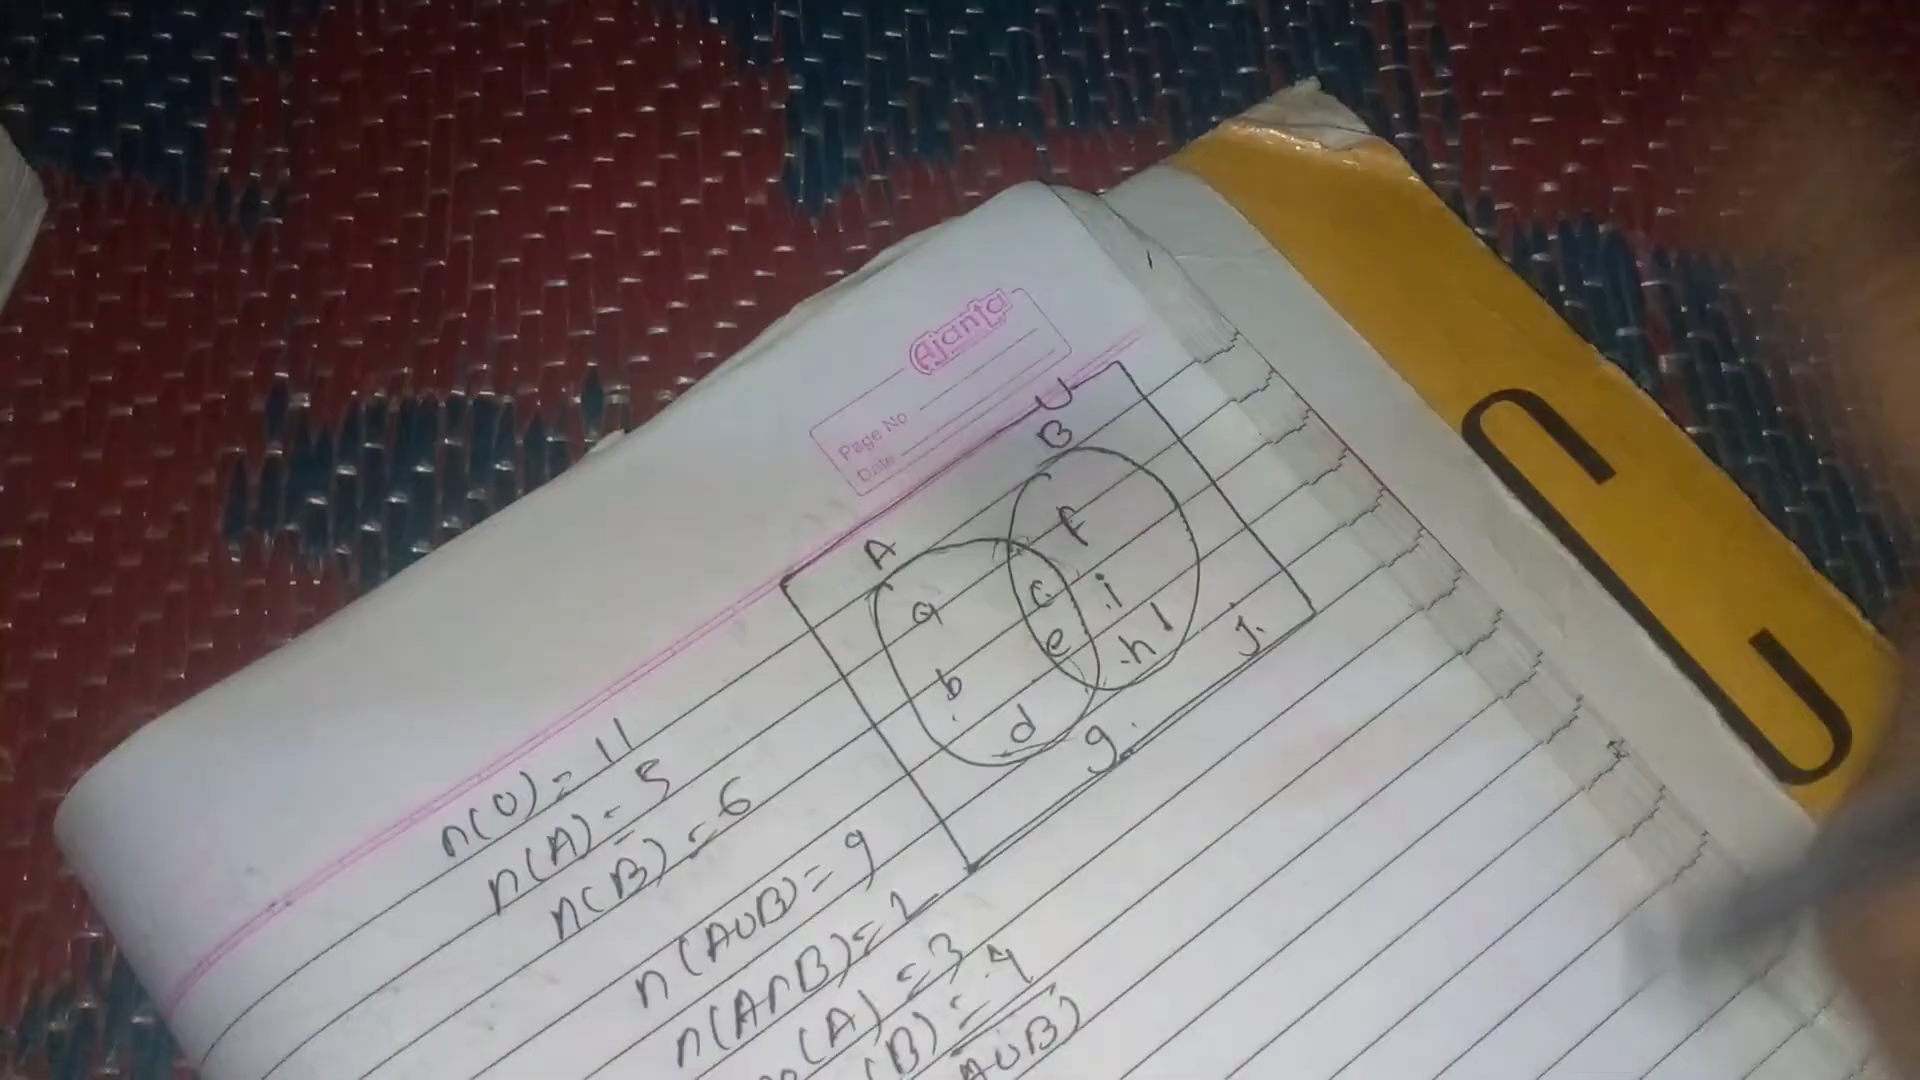 Ajanta
Page No
Date
U
A
B
a
b
d
c
e
f
i
h
l
g.
j.
n(U) = 11
n(A) = 5
n(B) = 6
n(A∪B) = 9
n(A∩B) = 2
(A) = 3
(B) = 4
A∪B)